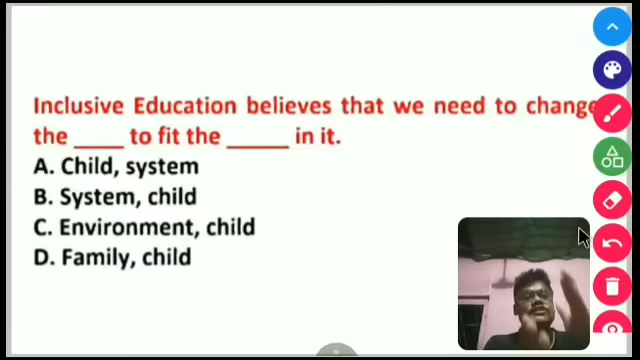 Inclusive Education believes that we need to change
the ____ to fit the _____ in it.
A. Child, system
B. System, child
C. Environment, child
D. Family, child